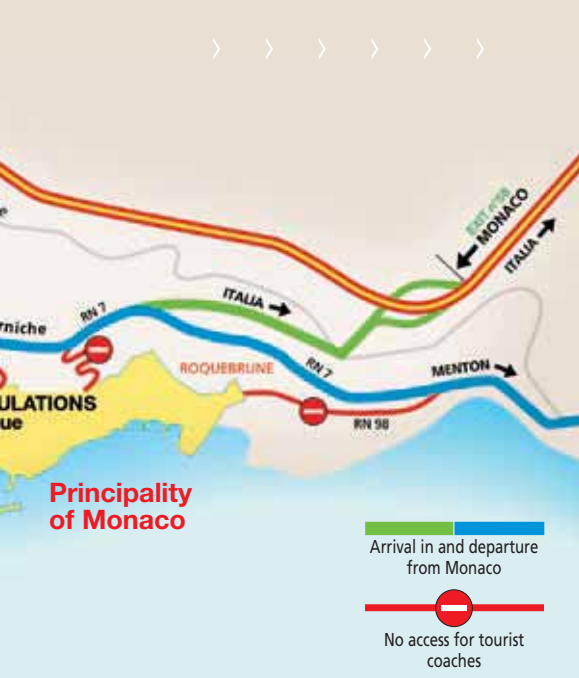 EXIT n°58
MONACO
ITALIA
ITALIA
RN 7
rniche
ROQUEBRUNE
RN 7
MENTON
ULATIONS
ue
RN 98
Principality
of Monaco
Arrival in and departure
from Monaco
No access for tourist
coaches